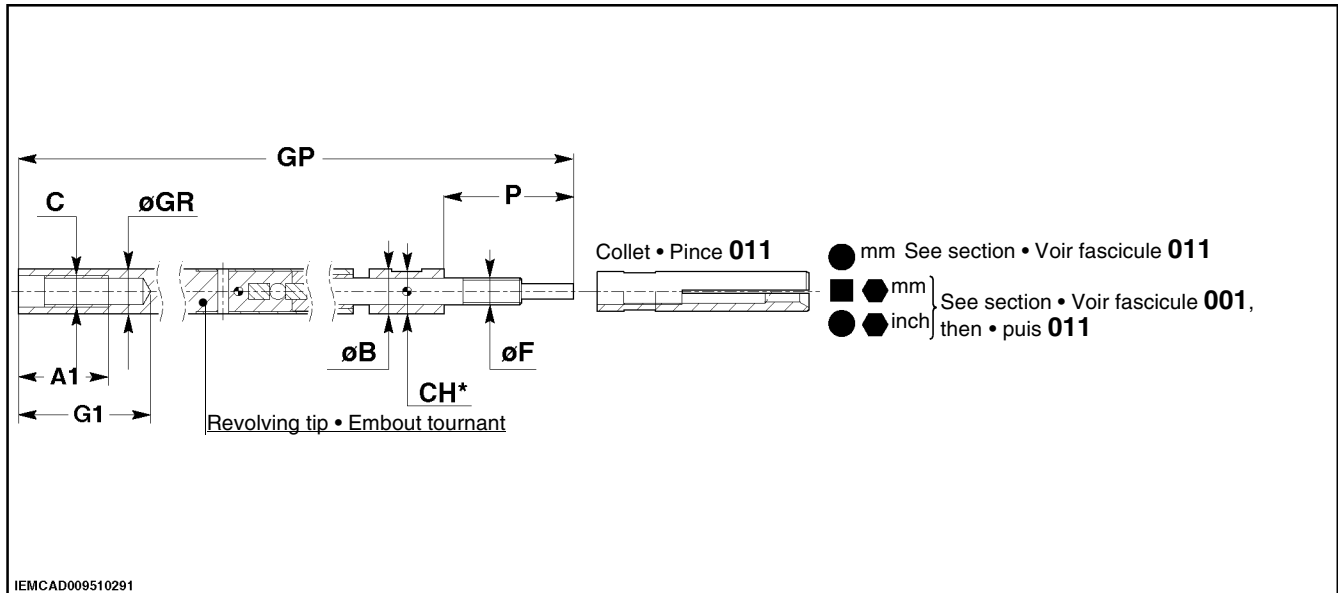 GP
P
C
øGR
Collet • Pince 011
mm See section • Voir fascicule 011
mm
inch
See section • Voir fascicule 001,
then • puis 011
øB
øF
A1
CH*
G1
Revolving tip • Embout tournant
IEMCAD009510291